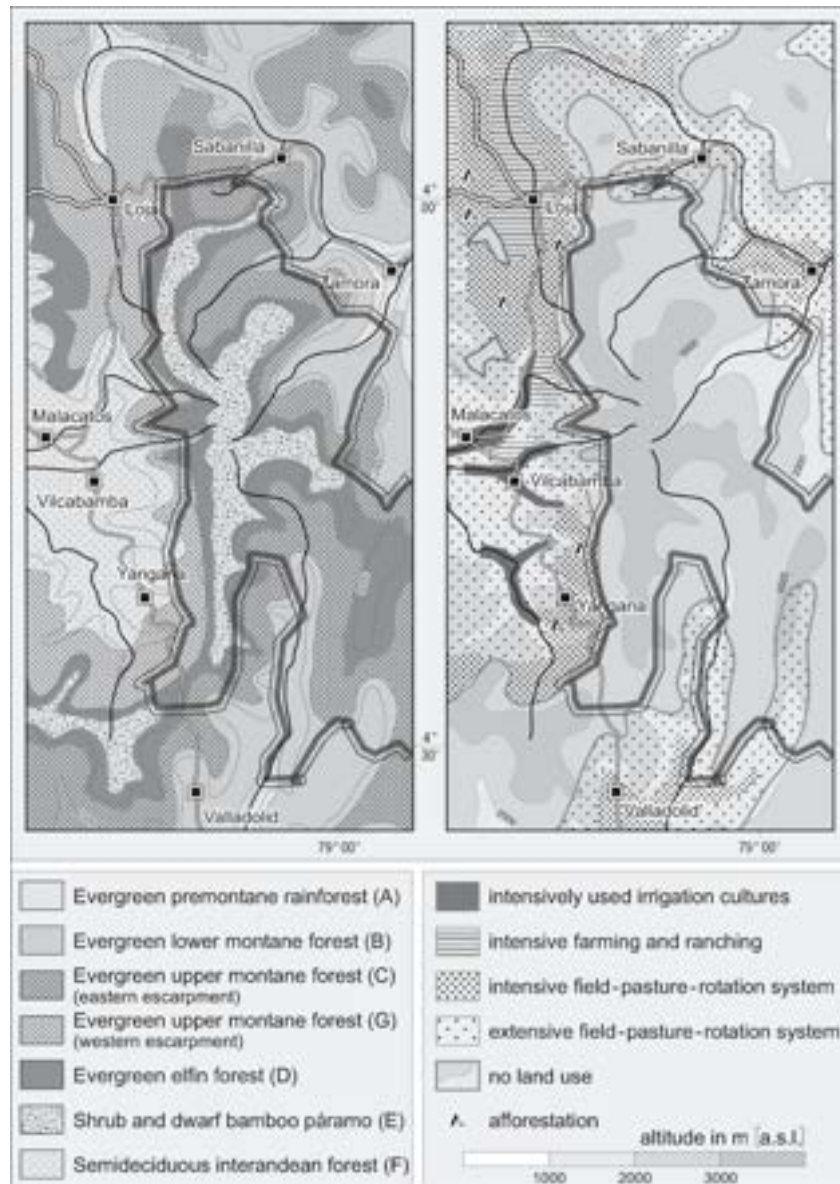 Sabanilla
4°
00'
Loja
Zamora
Malacatos
Vilcabamba
Yangana
4°
30'
Valladolid
79° 00'
Sabanilla
Loja
Zamora
Malacatos
Vilcabamba
Yangana
Valladolid
79° 00'
Evergreen premontane rainforest (A)
Evergreen lower montane forest (B)
Evergreen upper montane forest (C)
(eastern escarpment)
Evergreen upper montane forest (G)
(western escarpment)
Evergreen elfin forest (D)
Shrub and dwarf bamboo páramo (E)
Semideciduous interandean forest (F)
intensively used irrigation cultures
intensive farming and ranching
intensive field-pasture-rotation system
extensive field-pasture-rotation system
no land use
afforestation
altitude in m [a.s.l.]
1000 2000 3000